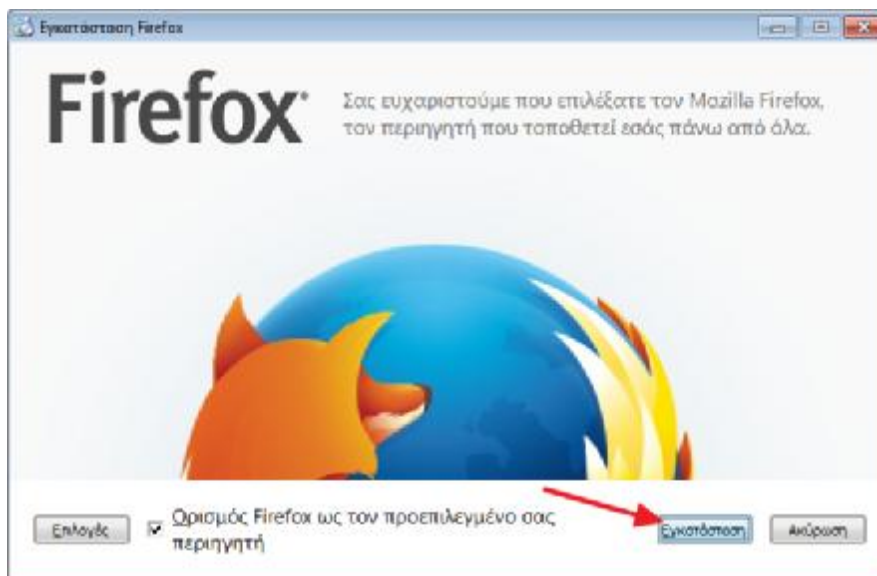 Εγκατάσταση Firefox
Firefox®
Σας ευχαριστούμε που επιλέξατε τον Mozilla Firefox,
τον περιηγητή που τοποθετεί εσάς πάνω από όλα.
Επιλογές
Ορισμός Firefox ως τον προεπιλεγμένο σας
περιηγητή
Εγκατάσταση
Ακύρωση